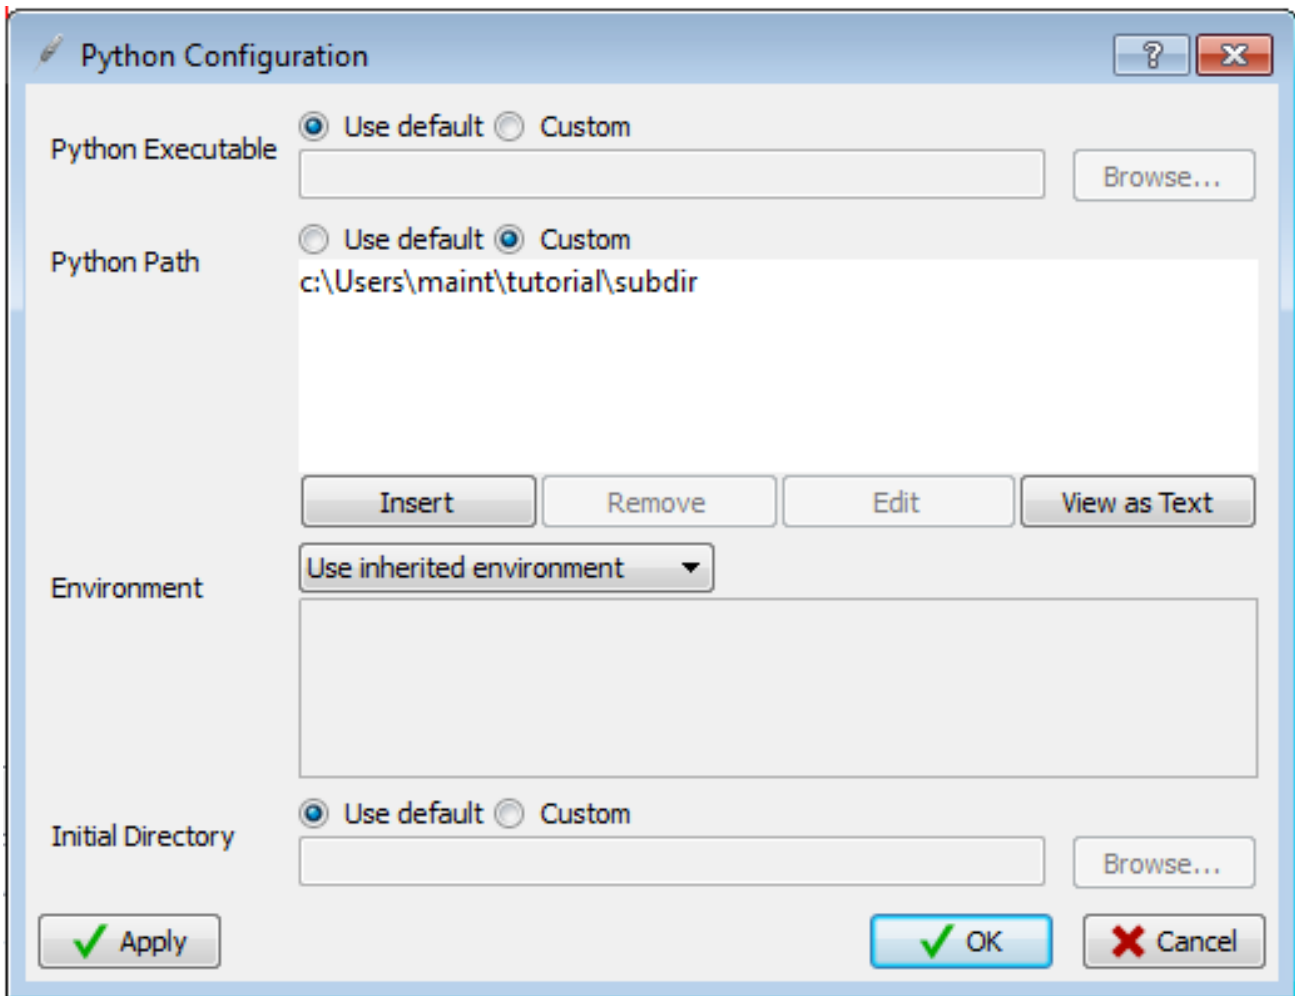 Python Configuration
Python Executable
Use default Custom
Browse...
Python Path
Use default Custom
c:\Users\maint\tutorial\subdir
Insert Remove Edit View as Text
Environment
Use inherited environment
Initial Directory
Use default Custom
Browse...
Apply OK Cancel